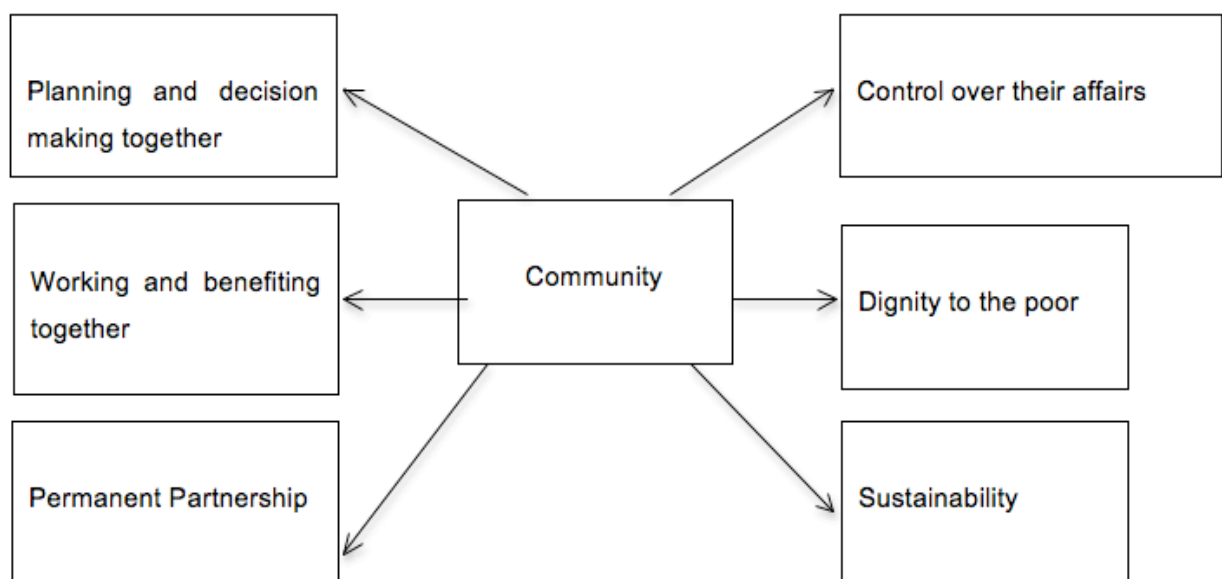 Planning and decision
making together
Control over their affairs
Working and benefiting
together
Community
Dignity to the poor
Permanent Partnership
Sustainability